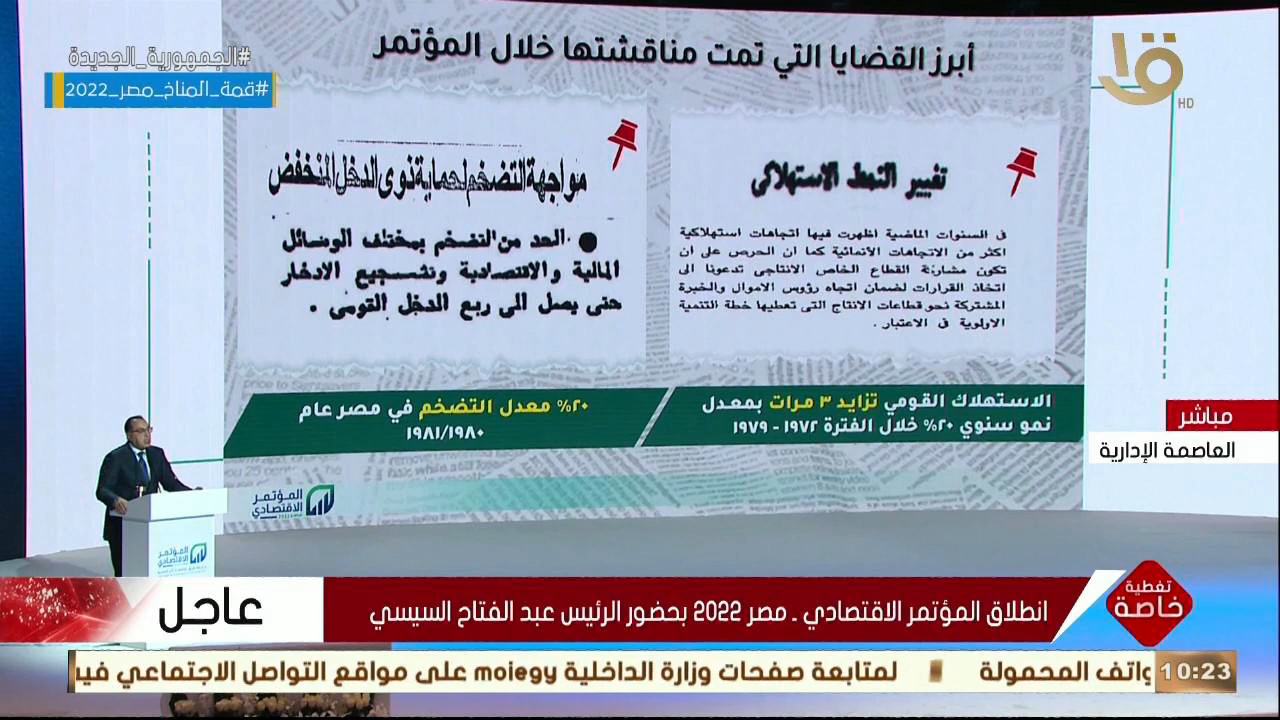 #الجمهورية_الجديدة
#قمة_المناخ_مصر_2022
HD
أبرز القضايا التي تمت مناقشتها خلال المؤتمر
تغيير النمط الاستهلاكي
فى السنوات الماضية اظهرت فيها اتجاهات استهلاكية
اكثر من الاتجاهات الائتمانية كما ان الحرص على ان
تكون مشاركة القطاع الخاص الانتاجى تدعونا الى
اتخاذ القرارات لضمان اتجاه رؤوس الاموال والخبرة
المشتركة نحو قطاعات الانتاج التى تعطيها خطة التنمية
الاولوية فى الاعتبار .
مواجهة التضخم لحماية ذوى الدخل المنخفض
● الحد من التضخم بمختلف الوسائل
المالية والاقتصادية وتشجيع الادخار
حتى يصل الى ربع الدخل القومى .
الاستهلاك القومي تزايد ٣ مرات بمعدل
نمو سنوي ٢٠% خلال الفترة ١٩٧٢ - ١٩٧٩
٢٠% معدل التضخم في مصر عام
١٩٨١/١٩٨٠
مباشر
العاصمة الإدارية
المؤتمر
الاقتصادي
المؤتمر
الاقتصادي
تغطية
خاصة
انطلاق المؤتمر الاقتصادي - مصر 2022 بحضور الرئيس عبد الفتاح السيسي
عاجل
واتف المحمولة لمتابعة صفحات وزارة الداخلية moiegy على مواقع التواصل الاجتماعي فيس
10:23